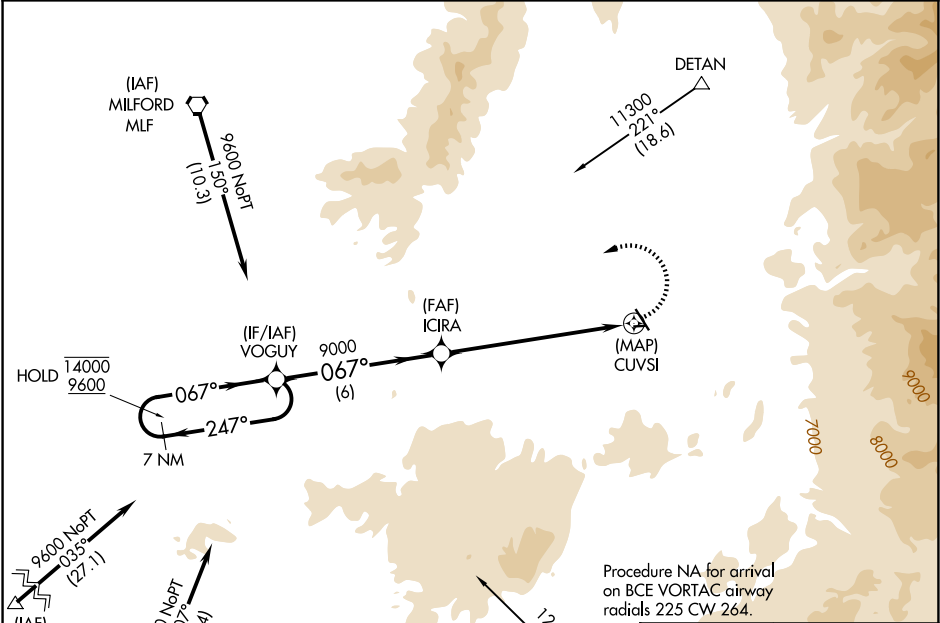 DETAN
(IAF)
MILFORD
MLF
11300
221°
(18.6)
9600 NoPT
150°
(10.3)
(FAF)
ICIRA
(IF/IAF)
VOGUY
(MAP)
CUVSI
9000
067°
(6)
HOLD 14000
9600
067°
247°
7 NM
9000
7000
8000
9600 NoPT
035°
(27.1)
(IAF)
NoPT
Procedure NA for arrival
on BCE VORTAC airway
radials 225 CW 264.